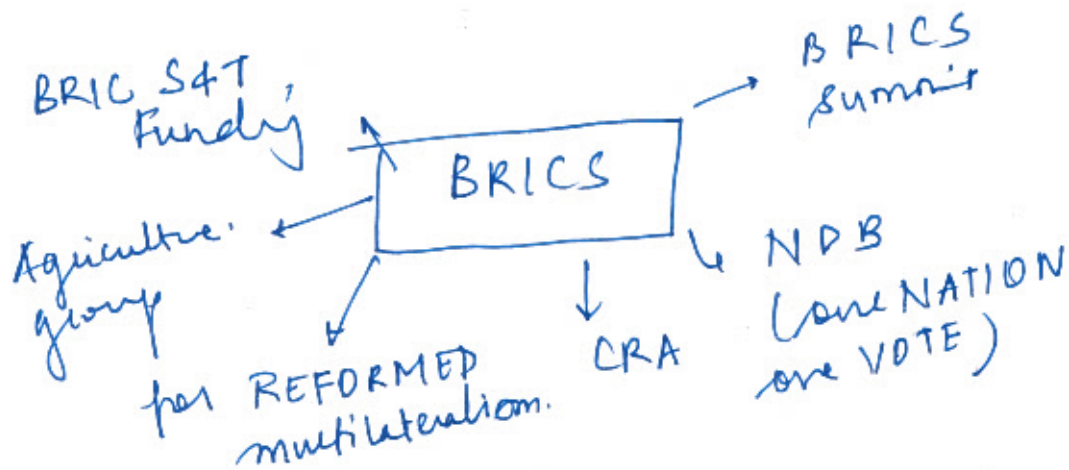 BRIC S&T
Funding
BRICS
BRICS
summit
Agriculture.
group
for REFORMED
multilateralism.
CRA
NDB
(one NATION
one VOTE)